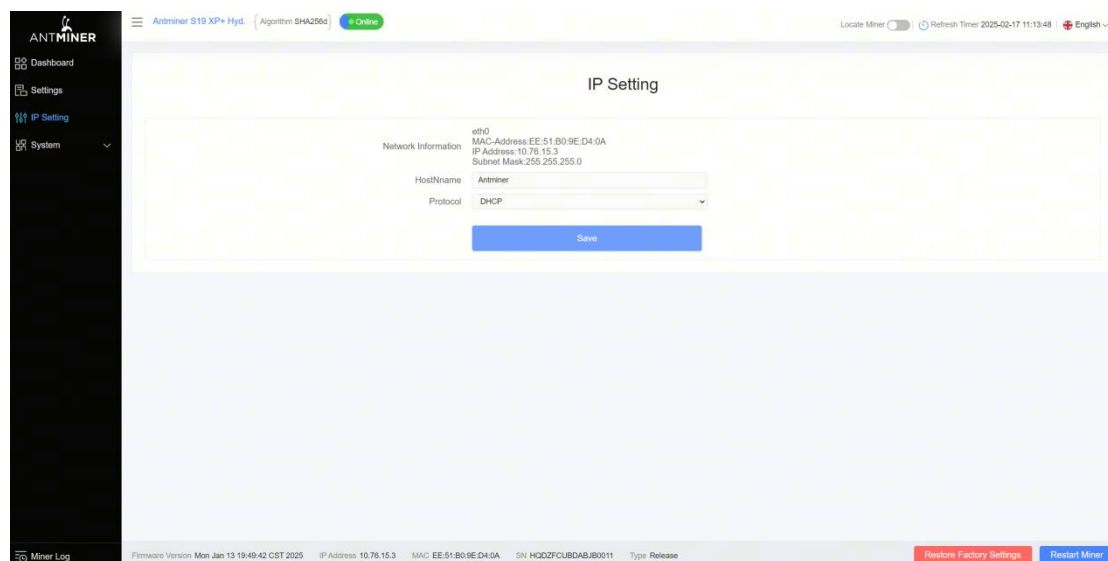 ANTMINER
Antminer S19 XP+ Hyd. { Algorithm SHA256d } Online
Locate Miner Refresh Timer 2025-02-17 11:13:48 English
Dashboard
Settings
IP Setting
System
IP Setting
Network Information
eth0
MAC-Address:EE:51:B0:9E:D4:0A
IP Address:10.76.15.3
Subnet Mask:255.255.255.0
HostNname Antminer
Protocol DHCP
Save
Miner Log
Firmware Version Mon Jan 13 19:49:42 CST 2025 IP Address 10.76.15.3 MAC EE:51:B0:9E:D4:0A SN HQDZFCUBDABJB0011 Type Release
Restore Factory Settings
Restart Miner